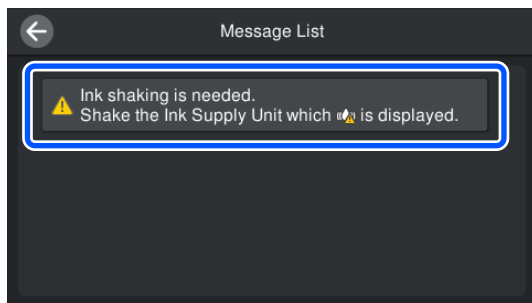 Message List
Ink shaking is needed.
Shake the Ink Supply Unit which is displayed.